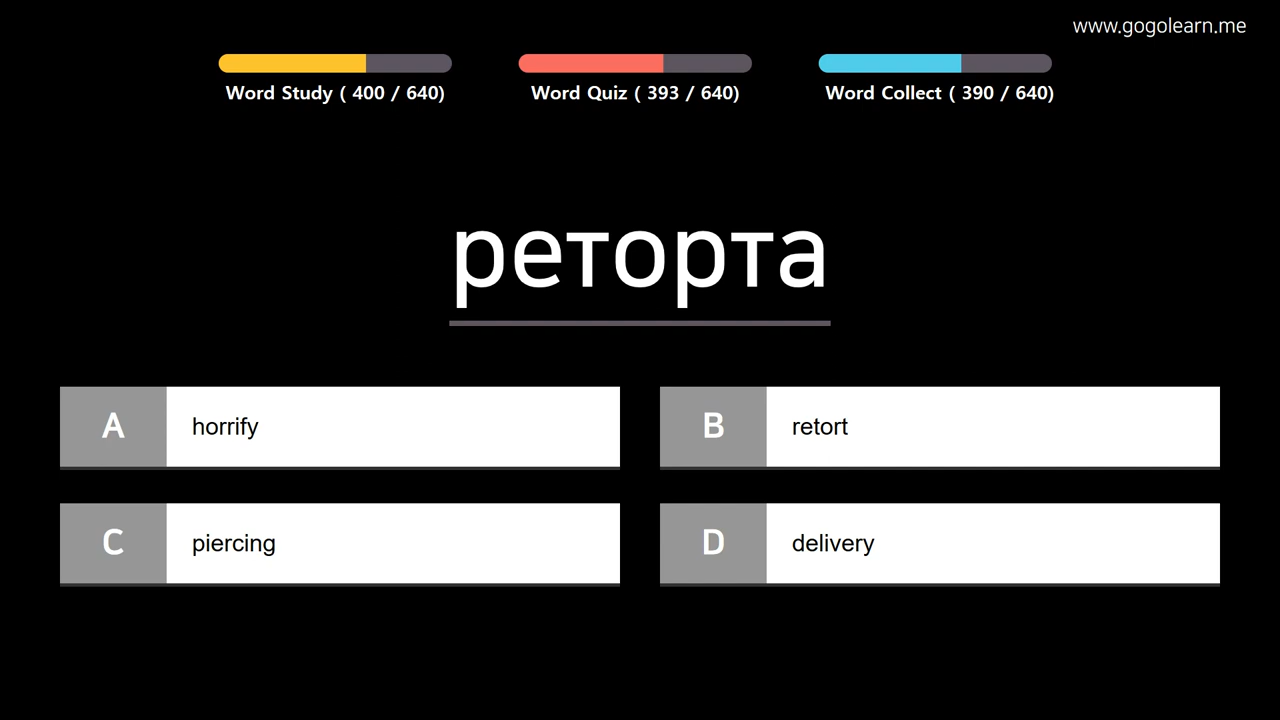 www.gogolearn.me
Word Study ( 400 / 640)
Word Quiz ( 393 / 640)
Word Collect ( 390 / 640)
реторта
A horrify
B retort
C piercing
D delivery